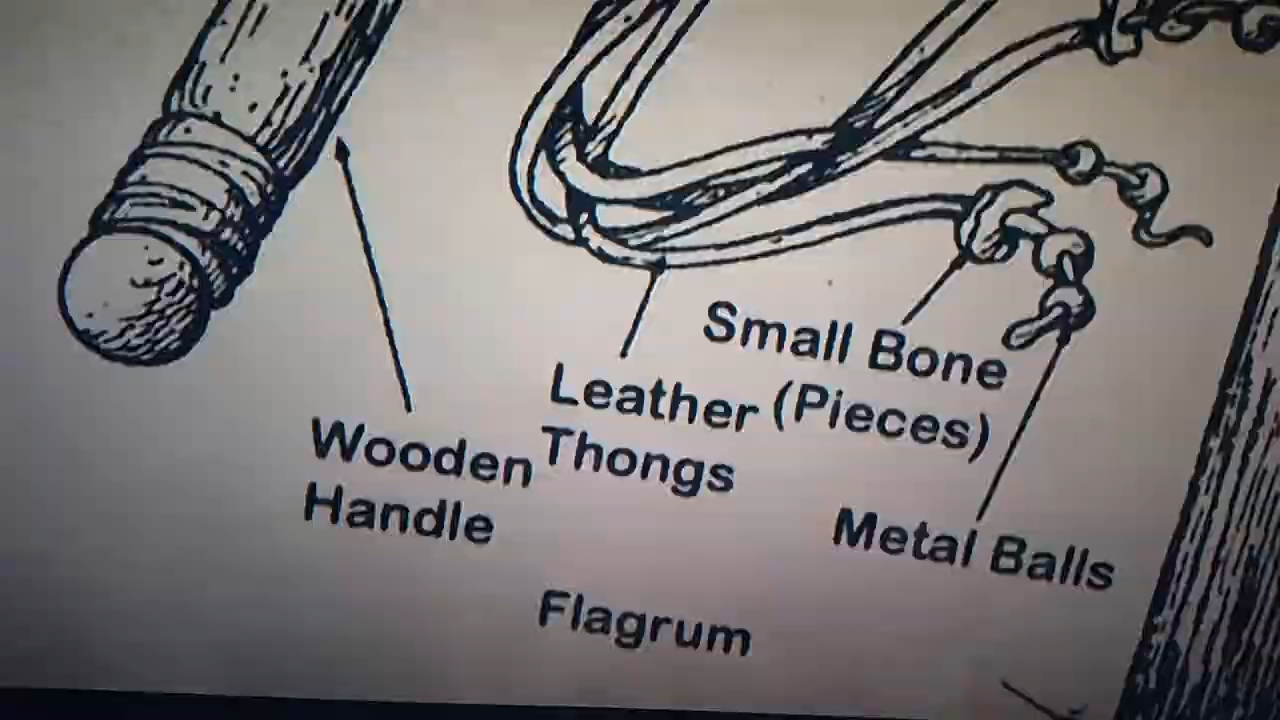 Small Bone
(Pieces)
Leather
Thongs
Wooden
Handle
Metal Balls
Flagrum